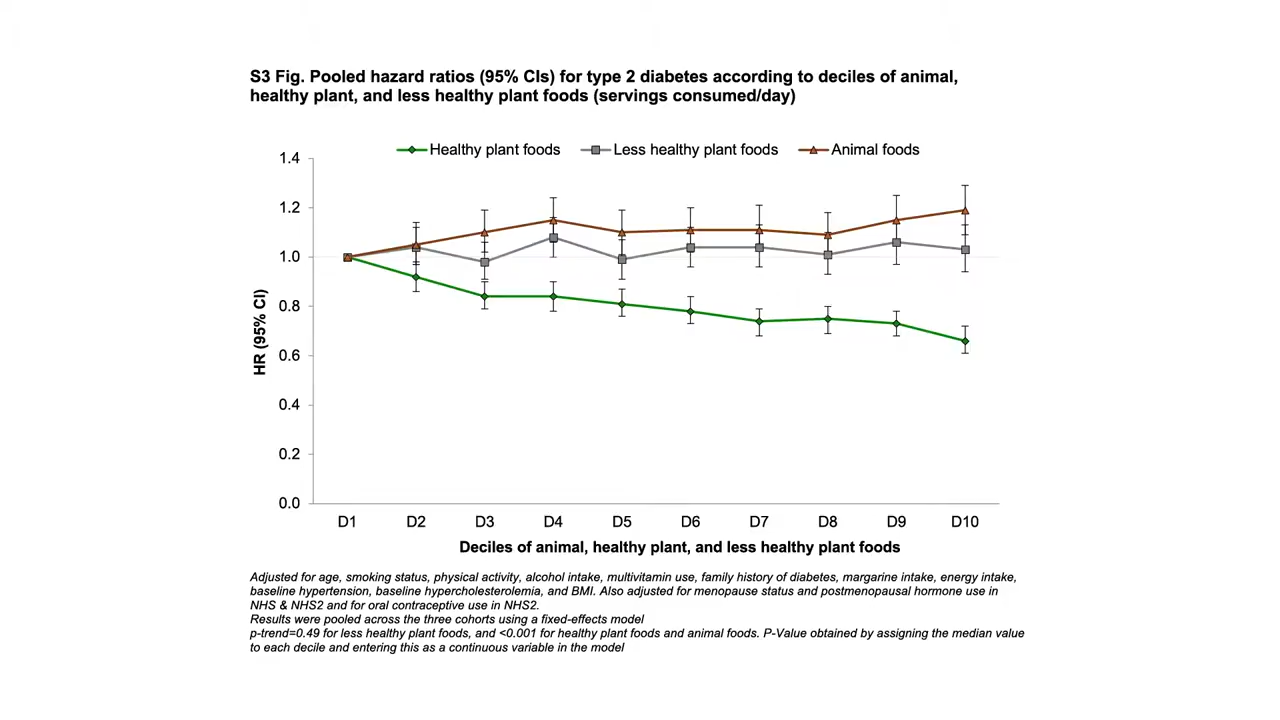 S3 Fig. Pooled hazard ratios (95% CIs) for type 2 diabetes according to deciles of animal,
healthy plant, and less healthy plant foods (servings consumed/day)
Healthy plant foods
Less healthy plant foods
Animal foods
1.4
1.2
1.0
0.8
0.6
0.4
0.2
0.0
HR (95% CI)
D1
D2
D3
D4
D5
D6
D7
D8
D9
D10
Deciles of animal, healthy plant, and less healthy plant foods
Adjusted for age, smoking status, physical activity, alcohol intake, multivitamin use, family history of diabetes, margarine intake, energy intake,
baseline hypertension, baseline hypercholesterolemia, and BMI. Also adjusted for menopause status and postmenopausal hormone use in
NHS & NHS2 and for oral contraceptive use in NHS2.
Results were pooled across the three cohorts using a fixed-effects model
p-trend=0.49 for less healthy plant foods, and <0.001 for healthy plant foods and animal foods. P-Value obtained by assigning the median value
to each decile and entering this as a continuous variable in the model